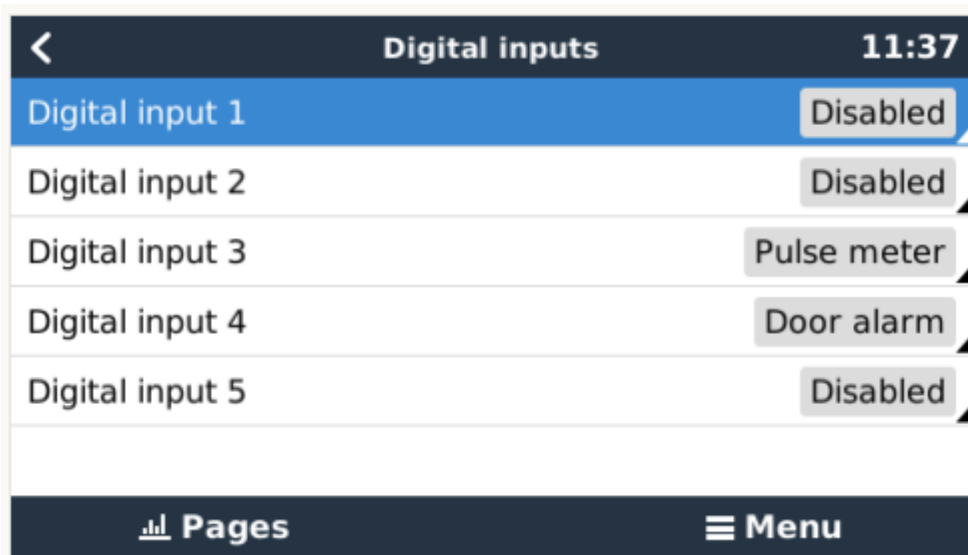 Digital inputs 11:37
Digital input 1 Disabled
Digital input 2 Disabled
Digital input 3 Pulse meter
Digital input 4 Door alarm
Digital input 5 Disabled
Pages Menu